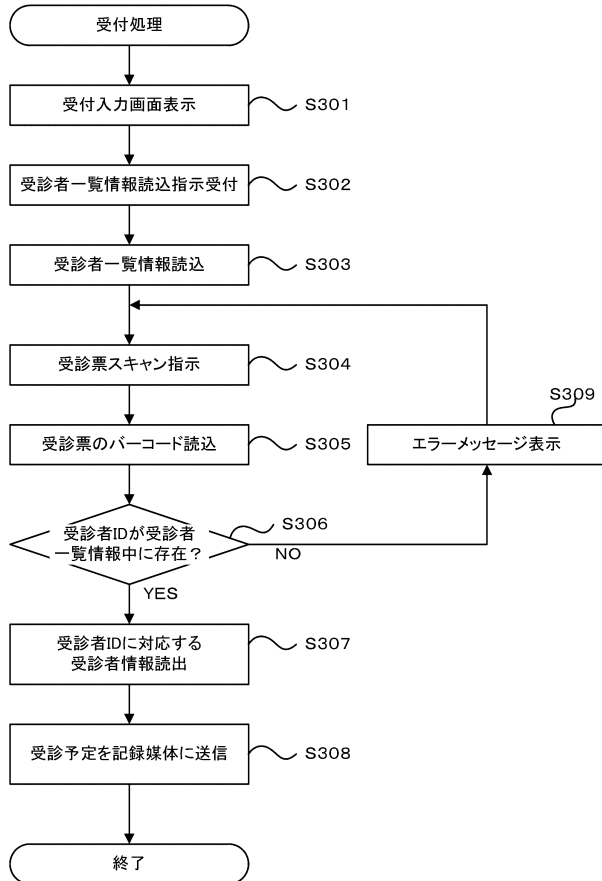 受付処理
受付入力画面表示
S301
受診者一覧情報読込指示受付
S302
受診者一覧情報読込
S303
受診票スキャン指示
S304
S309
受診票のバーコード読込
S305
エラーメッセージ表示
受診者IDが受診者
一覧情報中に存在？
S306
NO
YES
受診者IDに対応する
受診者情報読出
S307
受診予定を記録媒体に送信
S308
終了